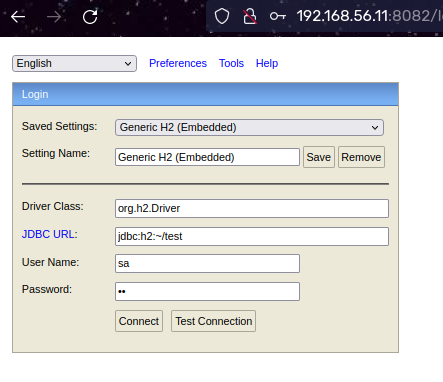 192.168.56.11:8082/l
English Preferences Tools Help
Login
Saved Settings: Generic H2 (Embedded)
Setting Name: Generic H2 (Embedded) Save Remove
Driver Class: org.h2.Driver
JDBC URL: jdbc:h2:~/test
User Name: sa
Password: ••
Connect Test Connection